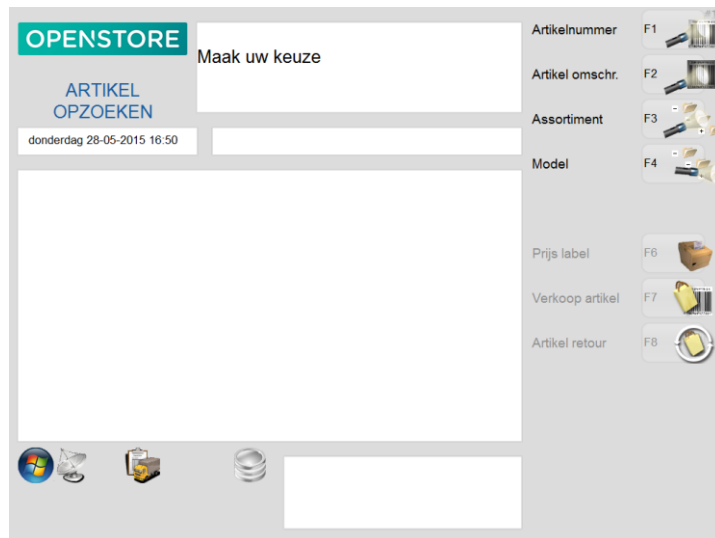 OPENSTORE
ARTIKEL
OPZOEKEN
donderdag 28-05-2015 16:50
Maak uw keuze
Artikelnummer F1
Artikel omschr. F2
Assortiment F3
Model F4
Prijs label F6
Verkoop artikel F7
Artikel retour F8